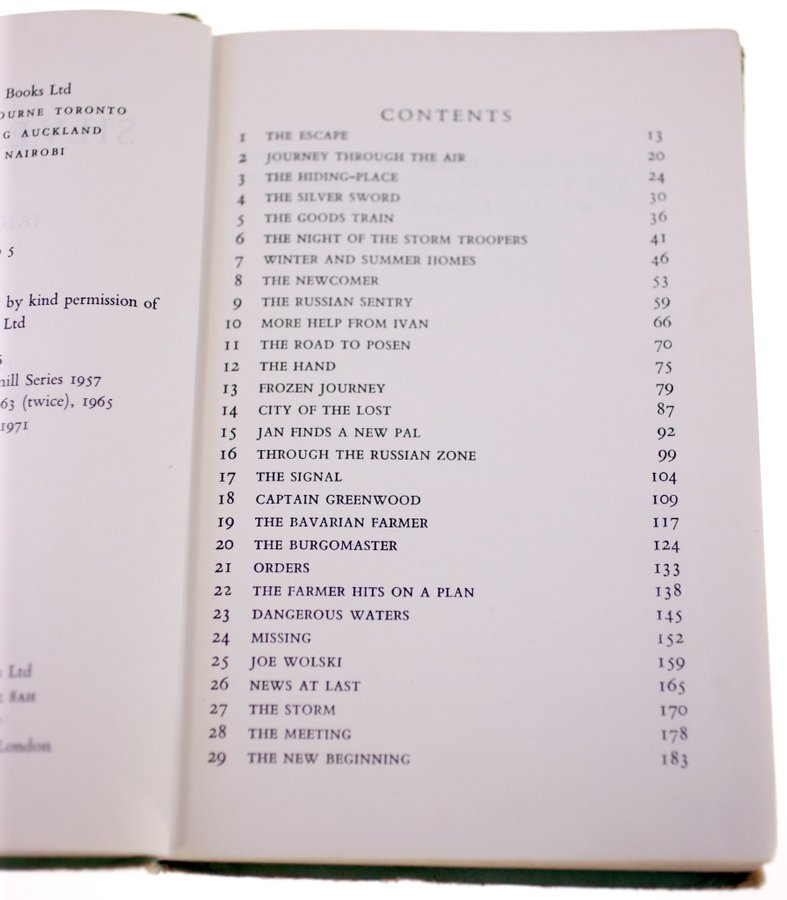 Books Ltd
OURNE TORONTO
G AUCKLAND
NAIROBI
5
by kind permission of
Ltd
hill Series 1957
63 (twice), 1965
1971
Ltd
8AH
London
CONTENTS
1 THE ESCAPE 13
2 JOURNEY THROUGH THE AIR 20
3 THE HIDING-PLACE 24
4 THE SILVER SWORD 30
5 THE GOODS TRAIN 36
6 THE NIGHT OF THE STORM TROOPERS 41
7 WINTER AND SUMMER HOMES 46
8 THE NEWCOMER 53
9 THE RUSSIAN SENTRY 59
10 MORE HELP FROM IVAN 66
11 THE ROAD TO POSEN 70
12 THE HAND 75
13 FROZEN JOURNEY 79
14 CITY OF THE LOST 87
15 JAN FINDS A NEW PAL 92
16 THROUGH THE RUSSIAN ZONE 99
17 THE SIGNAL 104
18 CAPTAIN GREENWOOD 109
19 THE BAVARIAN FARMER 117
20 THE BURGOMASTER 124
21 ORDERS 133
22 THE FARMER HITS ON A PLAN 138
23 DANGEROUS WATERS 145
24 MISSING 152
25 JOE WOLSKI 159
26 NEWS AT LAST 165
27 THE STORM 170
28 THE MEETING 178
29 THE NEW BEGINNING 183